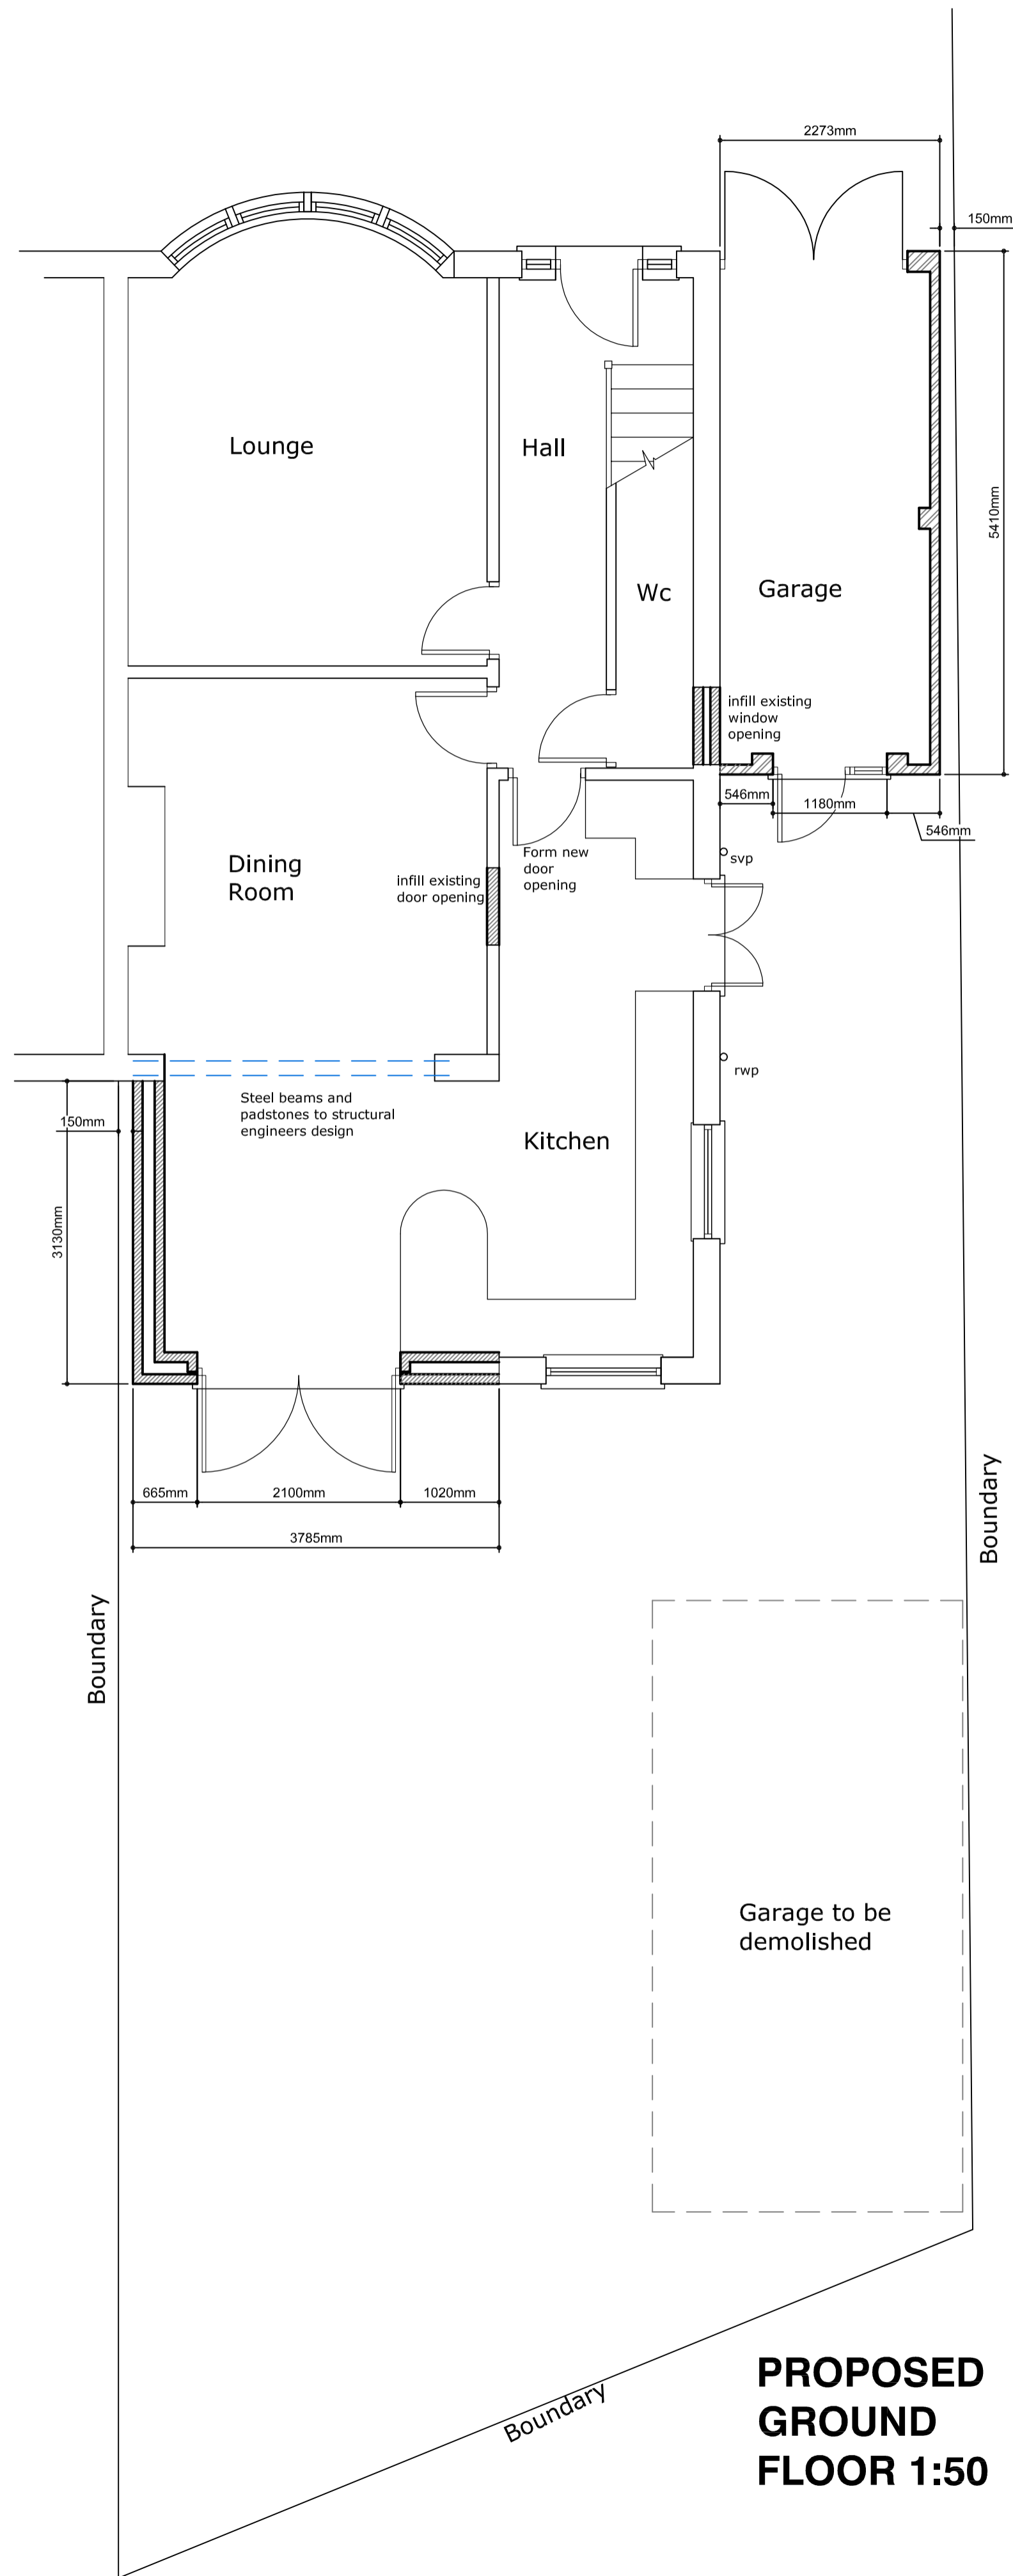 2273mm
150mm
Lounge
Hall
5410mm
Wc
Garage
infill existing
window
opening
546mm
1180mm
546mm
Form new
door
opening
svp
Dining
Room
infill existing
door opening
rwp
Steel beams and
padstones to structural
engineers design
150mm
Kitchen
3130mm
665mm
2100mm
1020mm
3785mm
Boundary
Boundary
Garage to be
demolished
Boundary
PROPOSED
GROUND
FLOOR 1:50